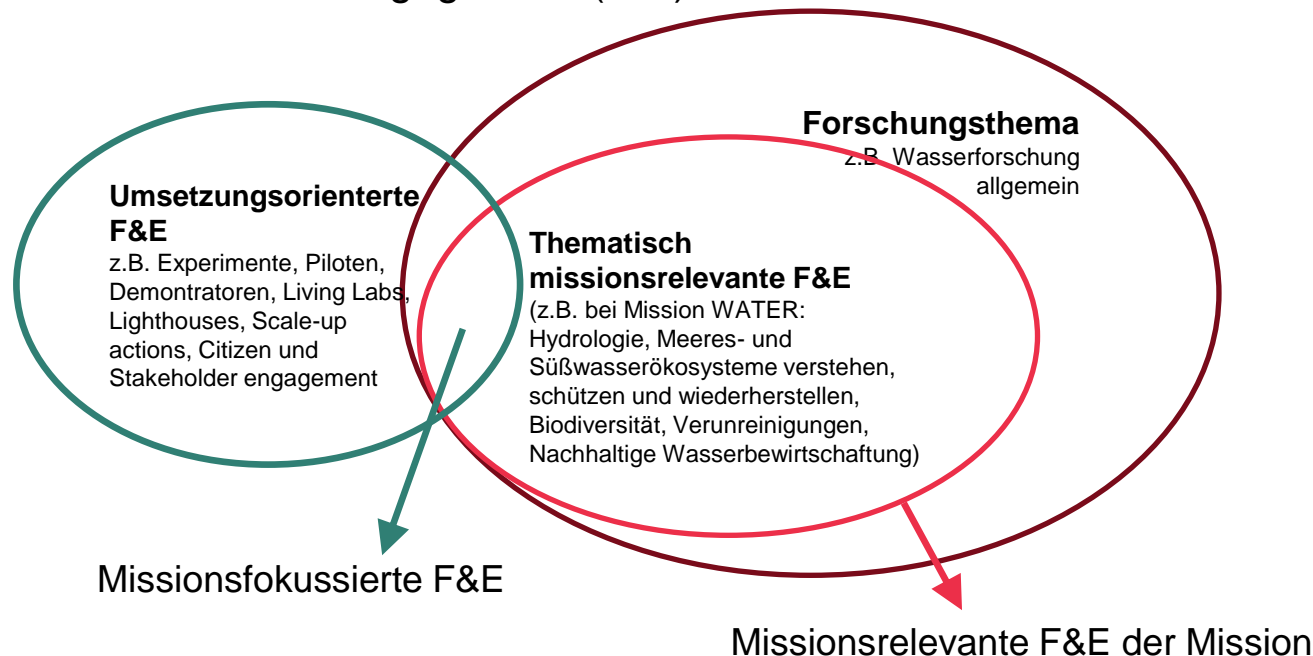 Forschungsthema
z.B. Wasserforschung
allgemein
Umsetzungsorienterte
F&E
z.B. Experimente, Piloten,
Demontratoren, Living Labs,
Lighthouses, Scale-up
actions, Citizen und
Stakeholder engagement
Thematisch
missionsrelevante F&E
(z.B. bei Mission WATER:
Hydrologie, Meeres- und
Süßwasserökosysteme verstehen,
schützen und wiederherstellen,
Biodiversität, Verunreinigungen,
Nachhaltige Wasserbewirtschaftung)
Missionsfokussierte F&E
Missionsrelevante F&E der Mission